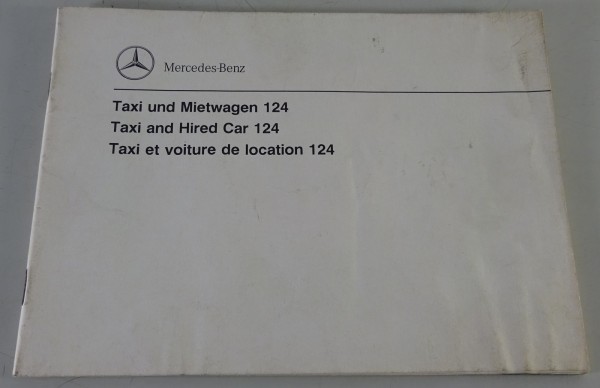 Mercedes-Benz
Taxi und Mietwagen 124
Taxi and Hired Car 124
Taxi et voiture de location 124